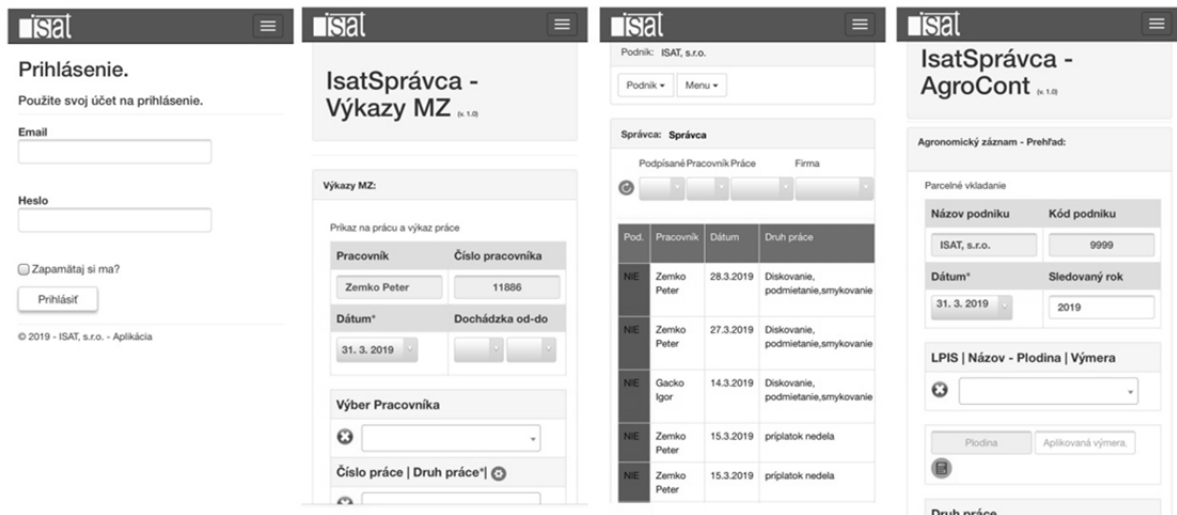 isat
Prihlásenie.
Použite svoj účet na prihlásenie.
Email
Heslo
Zapamätaj si ma?
Prihlásiť
© 2019 - ISAT, s.r.o. - Aplikácia
isat
IsatSprávca -
Výkazy MZ (v. 1.0)
Výkazy MZ:
Príkaz na prácu a výkaz práce
Pracovník Číslo pracovníka
Zemko Peter 11886
Dátum* Dochádzka od-do
31. 3. 2019
Výber Pracovníka
Číslo práce | Druh práce*|
isat
Podnik: ISAT, s.r.o.
Podnik Menu
Správca: Správca
Podpísané Pracovník Práce Firma
Pod. Pracovník Dátum Druh práce
NIE Zemko 28.3.2019 Diskovanie,
Peter podmietanie,smykovanie
NIE Zemko 27.3.2019 Diskovanie,
Peter podmietanie,smykovanie
NIE Gacko 14.3.2019 Diskovanie,
Igor podmietanie,smykovanie
NIE Zemko 15.3.2019 príplatok nedela
Peter
NIE Zemko 15.3.2019 príplatok nedela
Peter
isat
IsatSprávca -
AgroCont (v. 1.0)
Agronomický záznam - Prehľad:
Parcelné vkladanie
Názov podniku Kód podniku
ISAT, s.r.o. 9999
Dátum* Sledovaný rok
31. 3. 2019 2019
LPIS | Názov - Plodina | Výmera
Plodina Aplikovaná výmera,
Druh práce